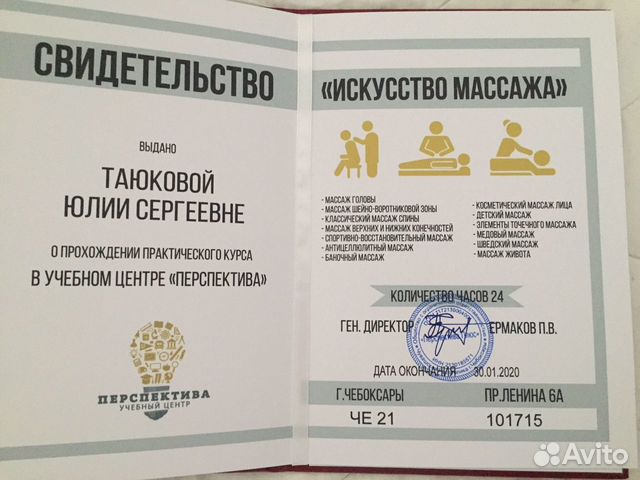 СВИДЕТЕЛЬСТВО
ВЫДАНО
ТАЮКОВОЙ
ЮЛИИ СЕРГЕЕВНЕ
О ПРОХОЖДЕНИИ ПРАКТИЧЕСКОГО КУРСА
В УЧЕБНОМ ЦЕНТРЕ «ПЕРСПЕКТИВА»
ПЕРСПЕКТИВА
УЧЕБНЫЙ ЦЕНТР
«ИСКУССТВО МАССАЖА»
· МАССАЖ ГОЛОВЫ
· МАССАЖ ШЕЙНО-ВОРОТНИКОВОЙ ЗОНЫ
· КЛАССИЧЕСКИЙ МАССАЖ СПИНЫ
· МАССАЖ ВЕРХНИХ И НИЖНИХ КОНЕЧНОСТЕЙ
· СПОРТИВНО-ВОССТАНОВИТЕЛЬНЫЙ МАССАЖ
· АНТИЦЕЛЛЮЛИТНЫЙ МАССАЖ
· БАНОЧНЫЙ МАССАЖ
· КОСМЕТИЧЕСКИЙ МАССАЖ ЛИЦА
· ДЕТСКИЙ МАССАЖ
· ЭЛЕМЕНТЫ ТОЧЕЧНОГО МАССАЖА
· МЕДОВЫЙ МАССАЖ
· ШВЕДСКИЙ МАССАЖ
· МАССАЖ ЖИВОТА
КОЛИЧЕСТВО ЧАСОВ 24
ГЕН. ДИРЕКТОР ЕРМАКОВ П.В.
ДАТА ОКОНЧАНИЯ 30.01.2020
Г.ЧЕБОКСАРЫ ПР.ЛЕНИНА 6А
ЧЕ 21 101715
Avito